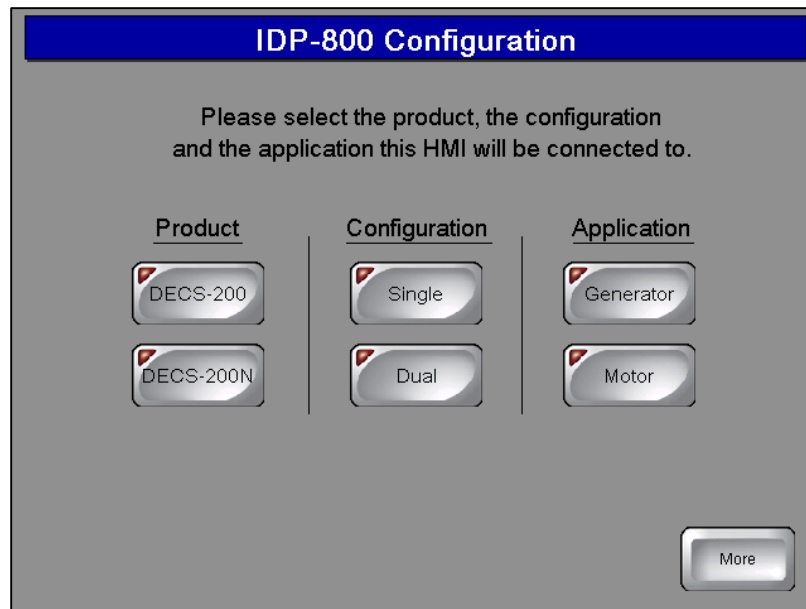 IDP-800 Configuration
Please select the product, the configuration
and the application this HMI will be connected to.
Product
Configuration
Application
DECS-200
Single
Generator
DECS-200N
Dual
Motor
More